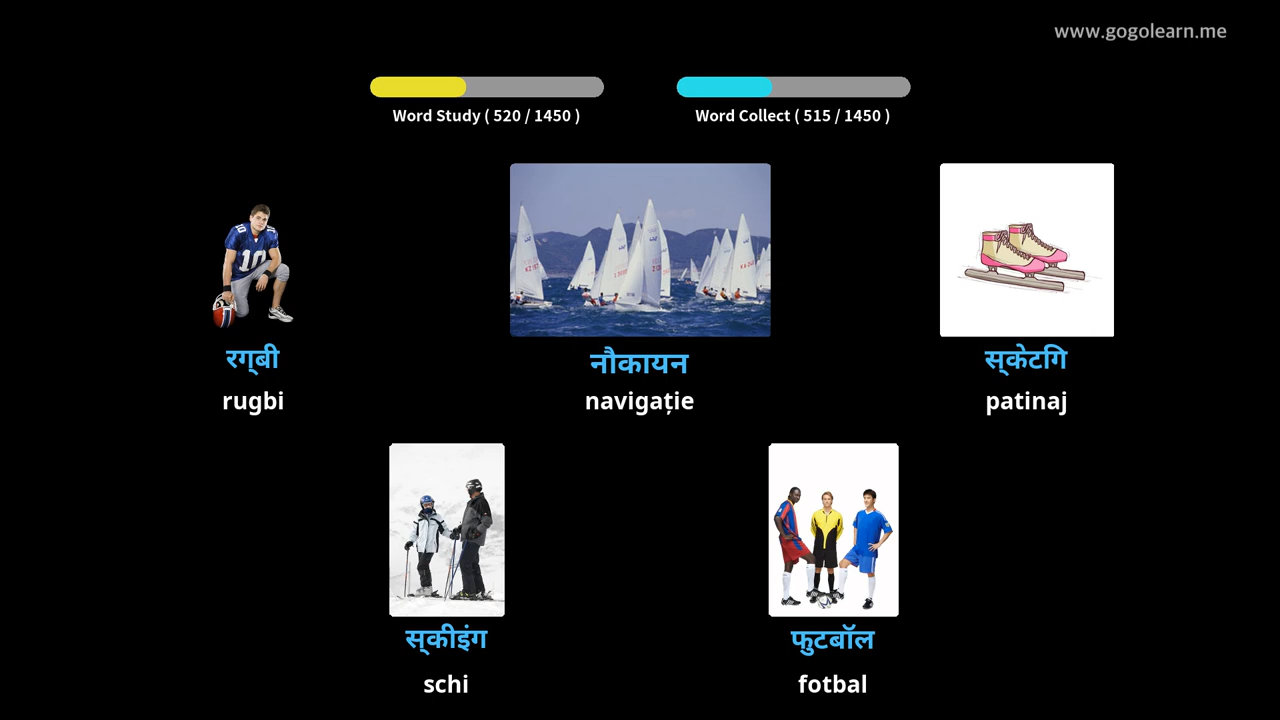 www.gogolearn.me
Word Study ( 520 / 1450 )
Word Collect ( 515 / 1450 )
रग्‌बी
नौकायन
स्‌केटगि
rugbi
navigație
patinaj
स्‌कीइंग
फुटबॉल
schi
fotbal